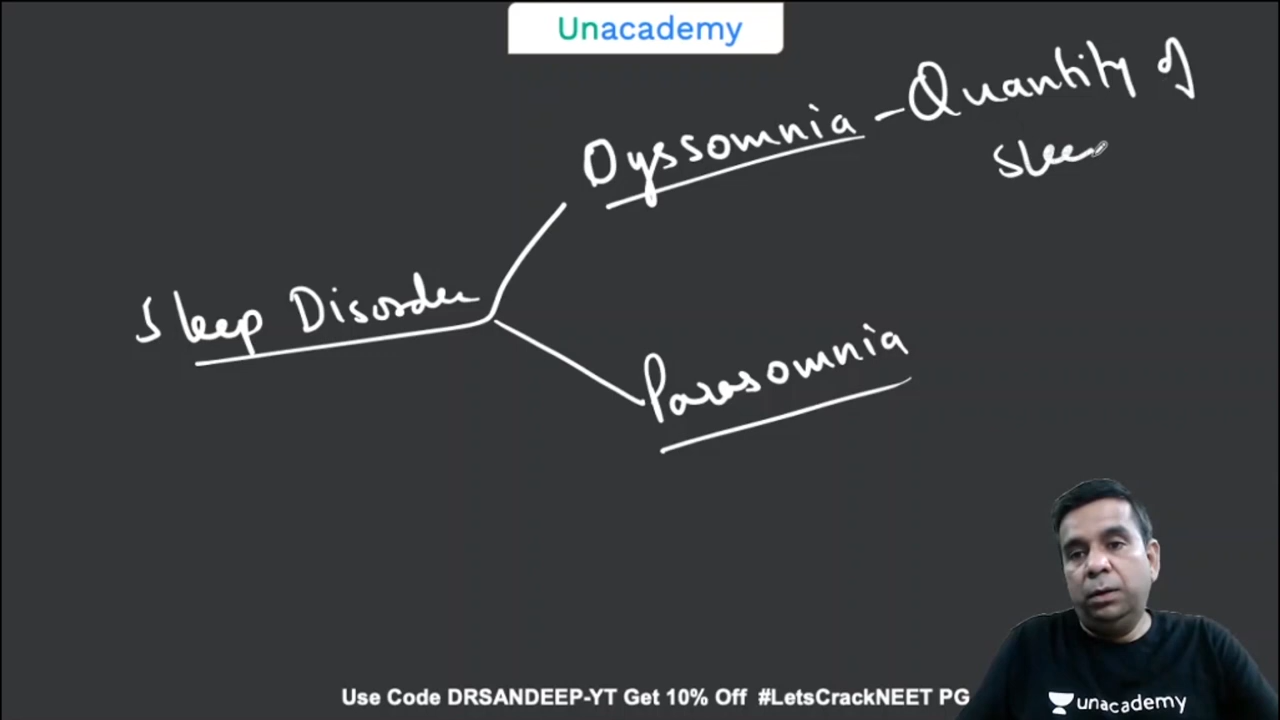 Unacademy
Dyssomnia - Quantity of
Slee
Sleep Disorder
Parasomnia
unacademy
Use Code DRSANDEEP-YT Get 10% Off #LetsCrackNEET PG